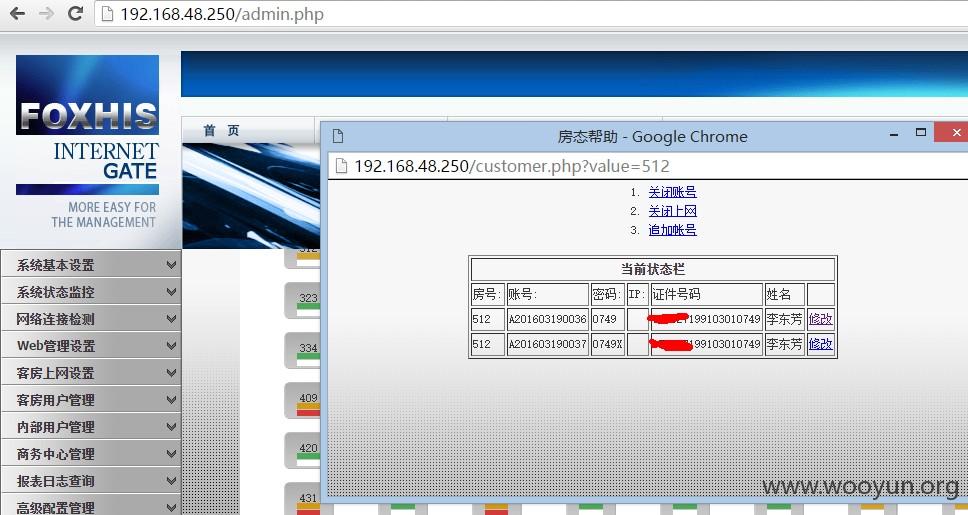 192.168.48.250/admin.php
FOXHIS
INTERNET
GATE
MORE EASY FOR
THE MANAGEMENT
首 页
房态帮助 - Google Chrome
192.168.48.250/customer.php?value=512
1. 关闭账号
2. 关闭上网
3. 追加帐号
当前状态栏
房号: 账号: 密码: IP: 证件号码 姓名
512 A201603190036 0749 199103010749 李东芳 修改
512 A201603190037 0749X 199103010749 李东芳 修改
系统基本设置
系统状态监控
网络连接检测
Web管理设置
客房上网设置
客房用户管理
内部用户管理
商务中心管理
报表日志查询
高级配置管理
312
323
334
409
420
431
www.wooyun.org